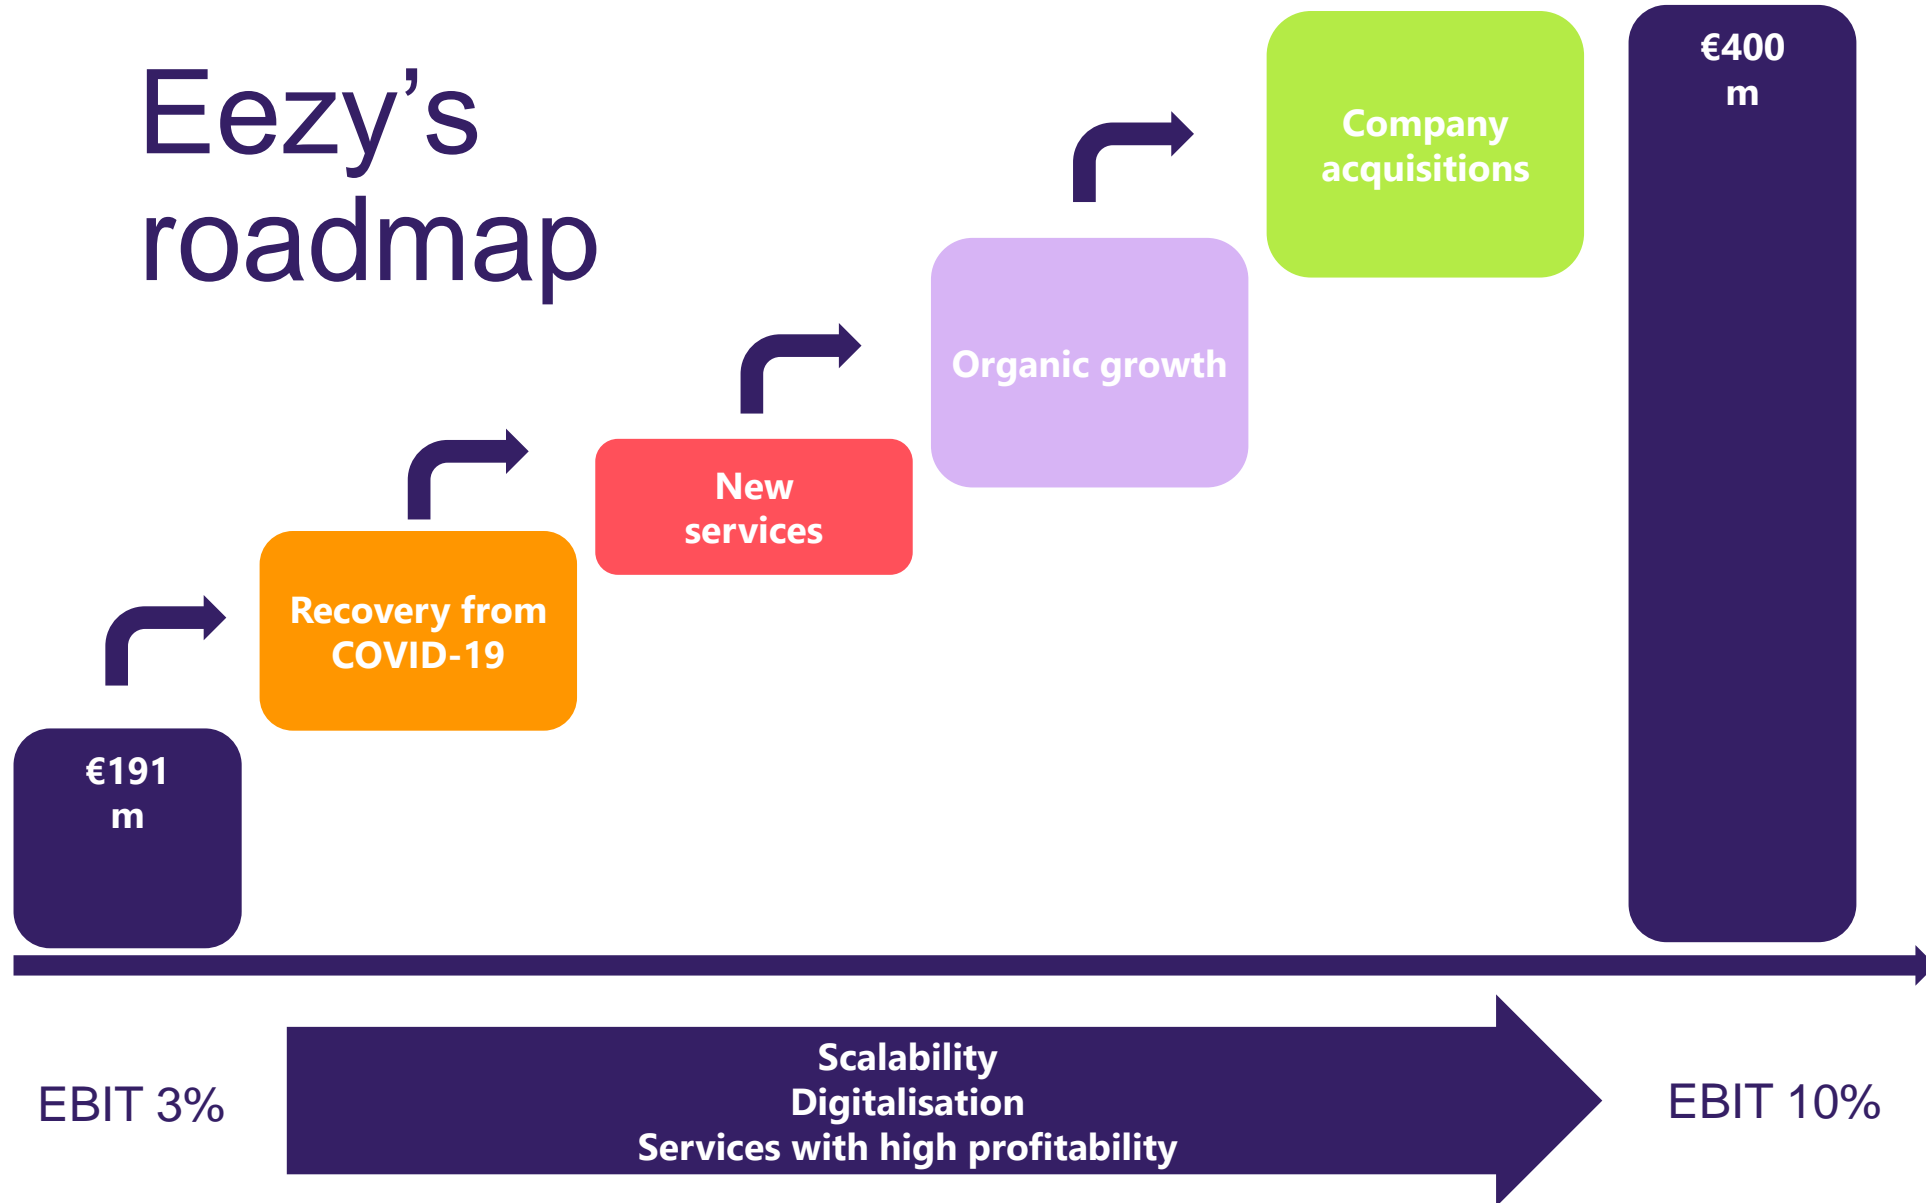 Eezy’s
roadmap
€191
m
Recovery from
COVID-19
New
services
Organic growth
Company
acquisitions
€400
m
EBIT 3%
Scalability
Digitalisation
Services with high profitability
EBIT 10%